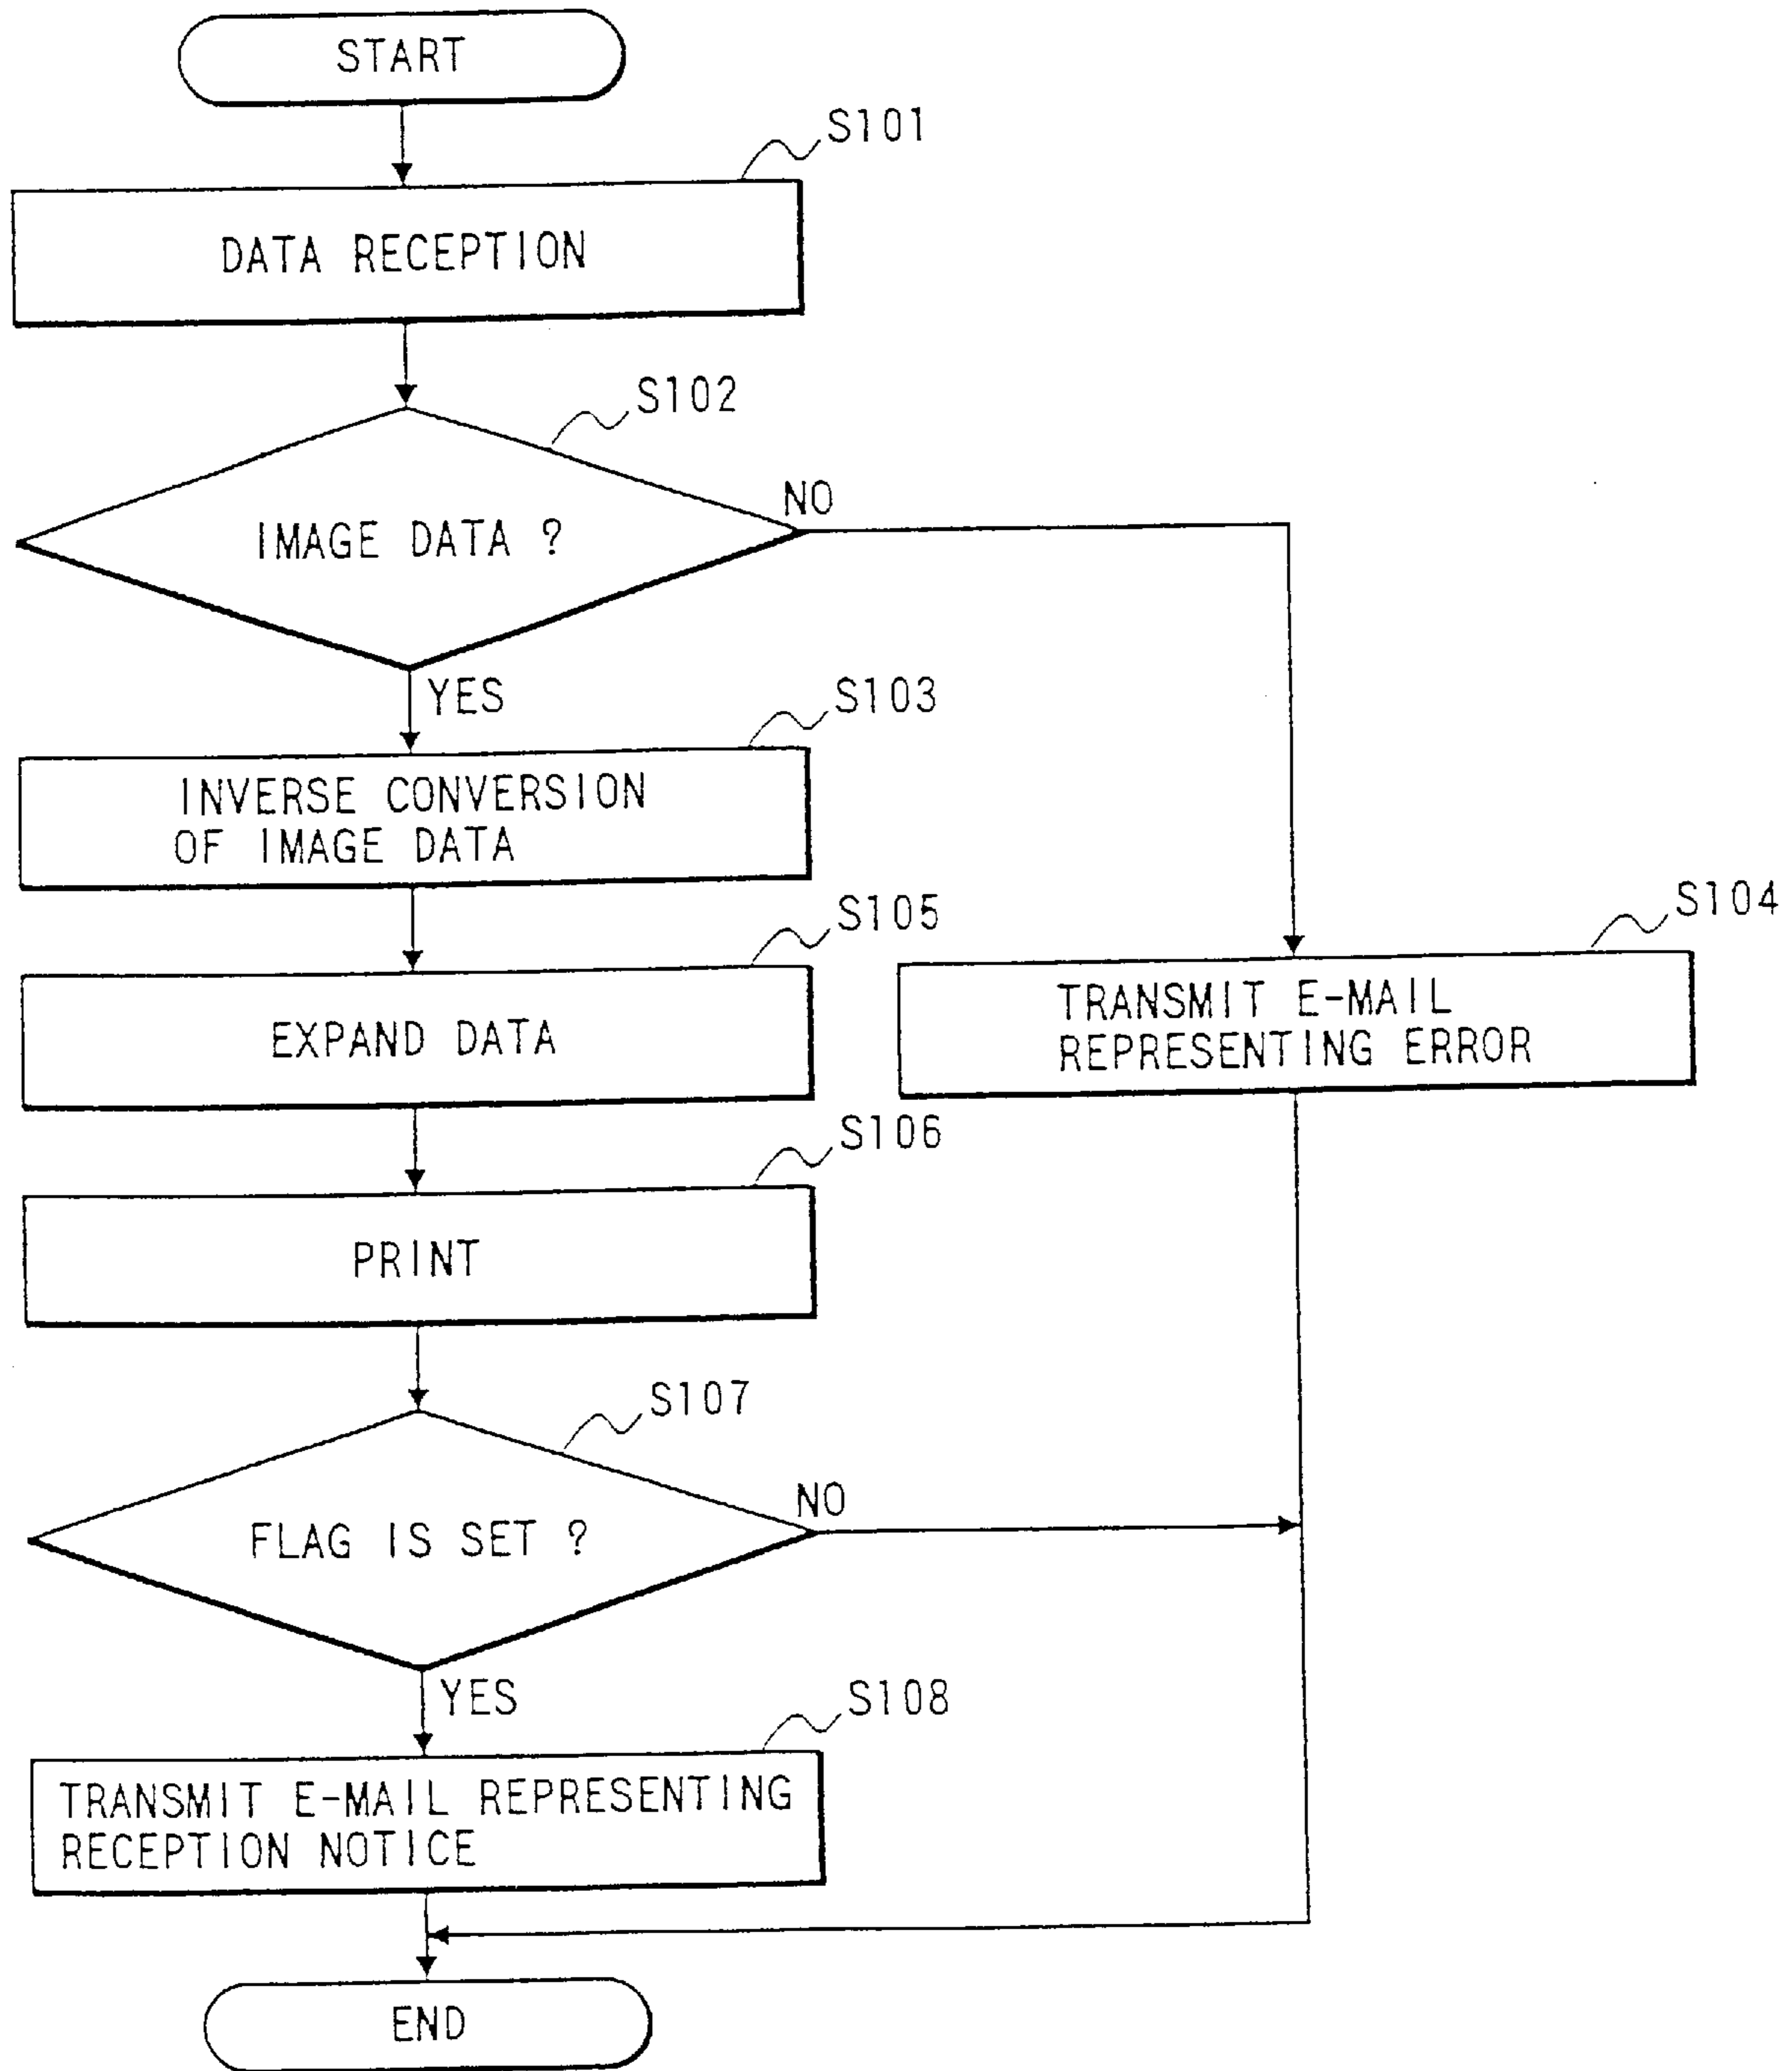 START
S101
DATA RECEPTION
S102
IMAGE DATA ?
NO
YES
S103
INVERSE CONVERSION
OF IMAGE DATA
S105
EXPAND DATA
S104
TRANSMIT E-MAIL
REPRESENTING ERROR
S106
PRINT
S107
FLAG IS SET ?
NO
YES
S108
TRANSMIT E-MAIL REPRESENTING
RECEPTION NOTICE
END